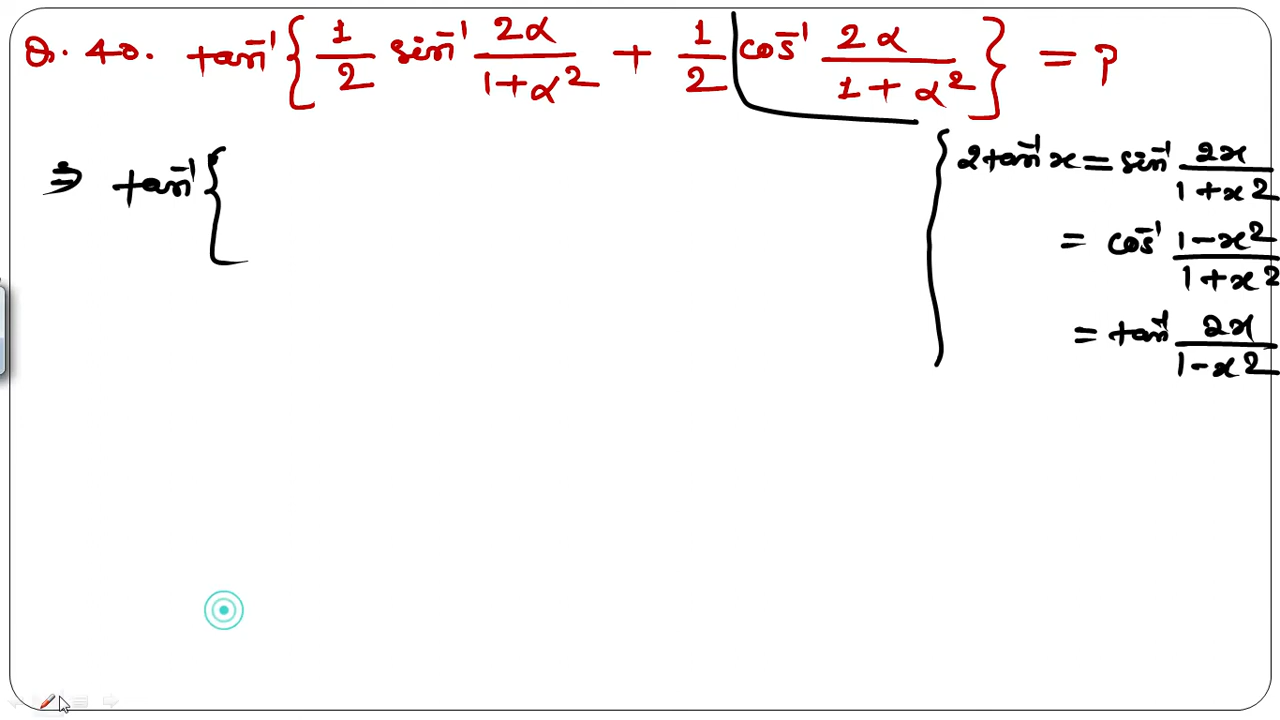 Q. 40. tan⁻¹ { 1/2 sin⁻¹ 2α/(1+α²) + 1/2 cos⁻¹ 2α/(1+α²) } = ?
⇒ tan⁻¹ {
2tan⁻¹ x = sin⁻¹ 2x/(1+x²)
= cos⁻¹ (1-x²)/(1+x²)
= tan⁻¹ 2x/(1-x²)